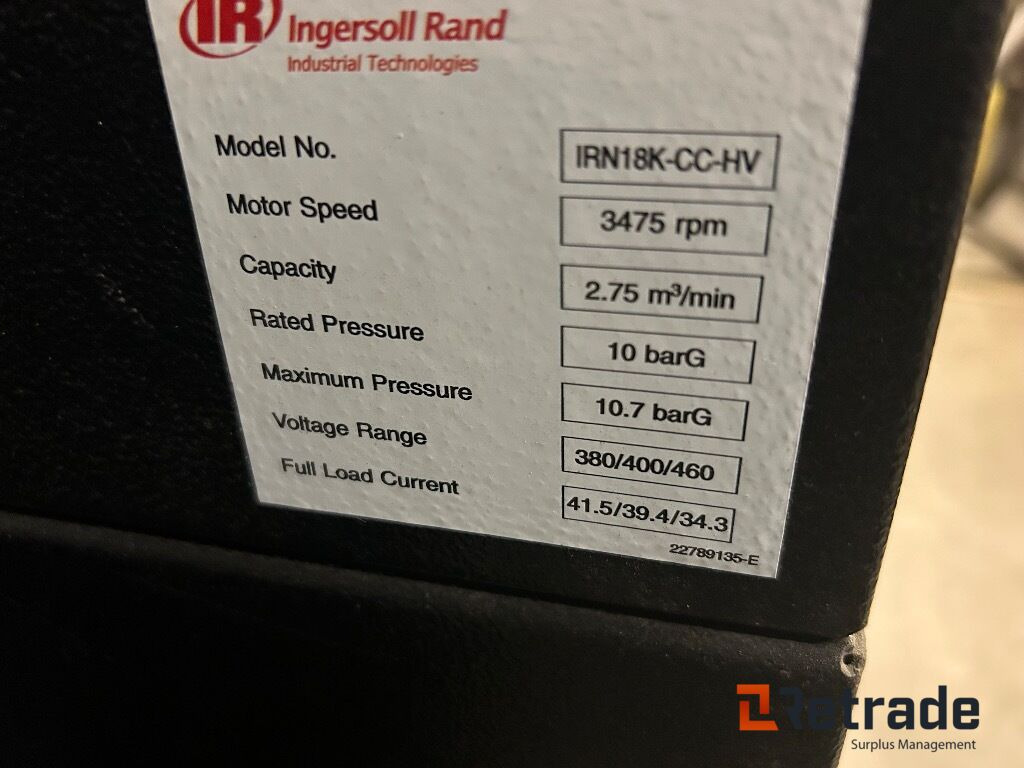 IR Ingersoll Rand
Industrial Technologies
Model No. IRN18K-CC-HV
Motor Speed 3475 rpm
Capacity 2.75 m³/min
Rated Pressure 10 barG
Maximum Pressure 10.7 barG
Voltage Range 380/400/460
Full Load Current 41.5/39.4/34.3
22789135-E
Retrade
Surplus Management